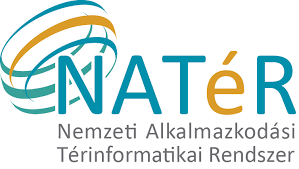 NATéR
Nemzeti Alkalmazkodási
Térinformatikai Rendszer